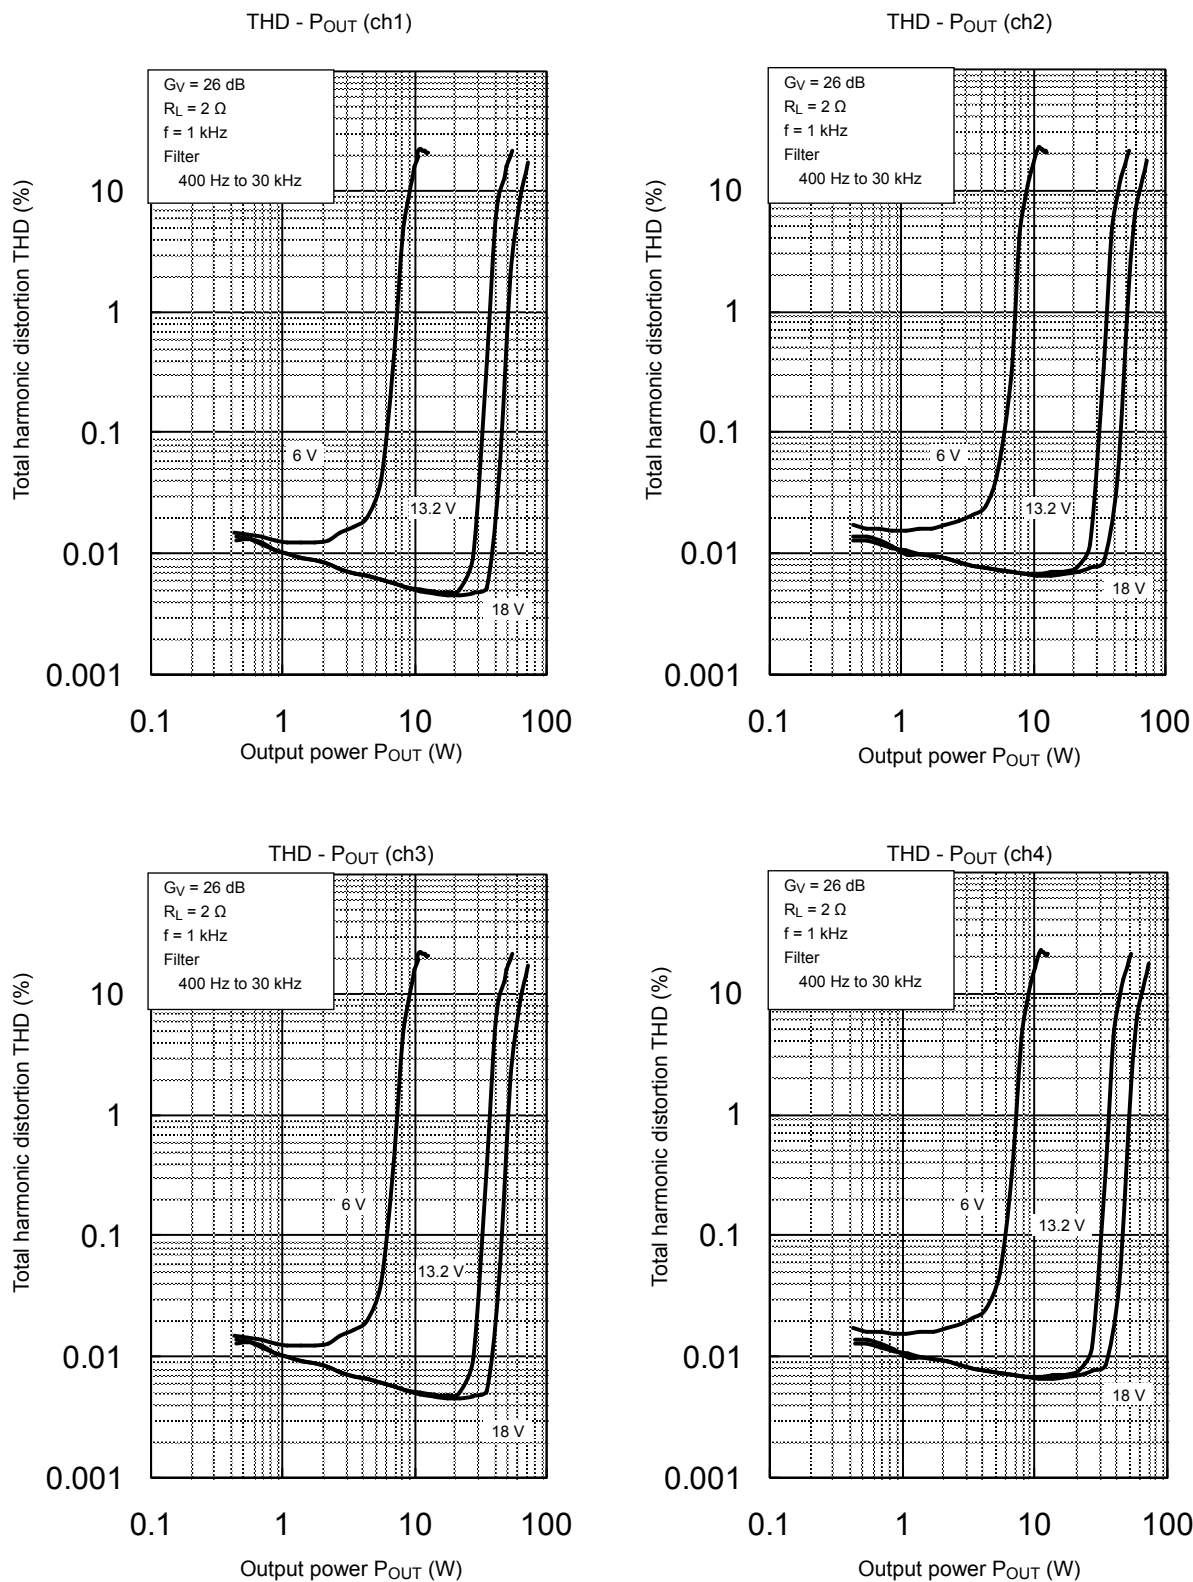 THD - POUT (ch1)
GV = 26 dB
RL = 2 Ω
f = 1 kHz
Filter
400 Hz to 30 kHz
Total harmonic distortion THD (%)
10
1
0.1
0.01
0.001
6 V
13.2 V
18 V
0.1 1 10 100
Output power POUT (W)
THD - POUT (ch2)
GV = 26 dB
RL = 2 Ω
f = 1 kHz
Filter
400 Hz to 30 kHz
Total harmonic distortion THD (%)
10
1
0.1
0.01
0.001
6 V
13.2 V
18 V
0.1 1 10 100
Output power POUT (W)
THD - POUT (ch3)
GV = 26 dB
RL = 2 Ω
f = 1 kHz
Filter
400 Hz to 30 kHz
Total harmonic distortion THD (%)
10
1
0.1
0.01
0.001
6 V
13.2 V
18 V
0.1 1 10 100
Output power POUT (W)
THD - POUT (ch4)
GV = 26 dB
RL = 2 Ω
f = 1 kHz
Filter
400 Hz to 30 kHz
Total harmonic distortion THD (%)
10
1
0.1
0.01
0.001
6 V
13.2 V
18 V
0.1 1 10 100
Output power POUT (W)